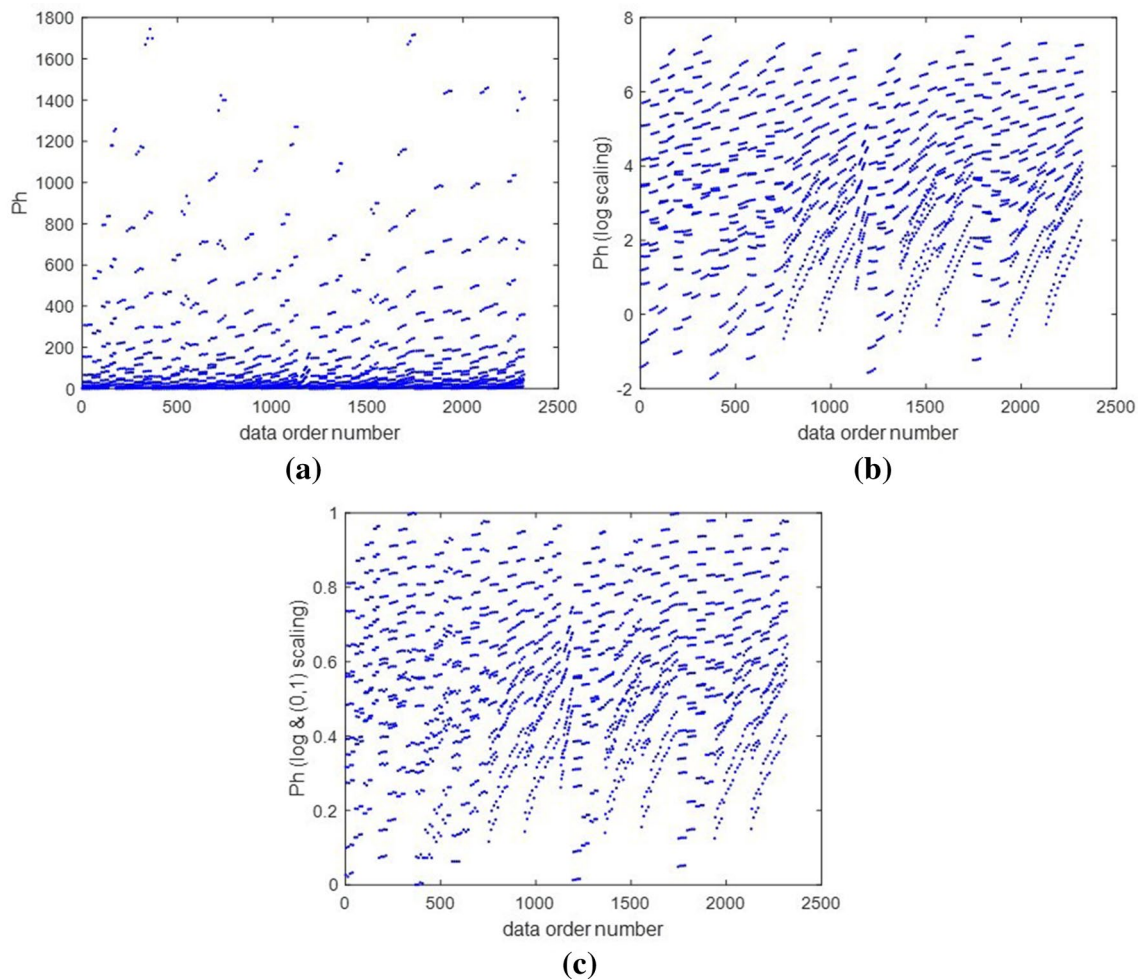 1800
1600
1400
1200
1000
800
600
400
200
0
Ph
0 500 1000 1500 2000 2500
data order number
(a)
8
6
4
2
0
-2
Ph (log scaling)
0 500 1000 1500 2000 2500
data order number
(b)
1
0.8
0.6
0.4
0.2
0
Ph (log & (0,1) scaling)
0 500 1000 1500 2000 2500
data order number
(c)